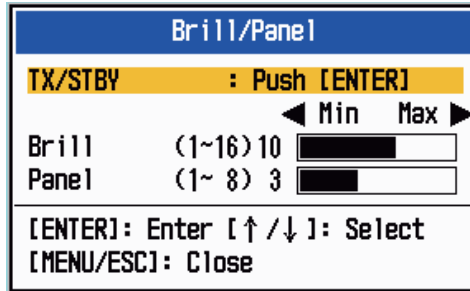 Brill/Panel
TX/STBY : Push [ENTER]
◀ Min Max ▶
Brill (1~16) 10
Panel (1~ 8) 3
[ENTER]: Enter [↑/↓]: Select
[MENU/ESC]: Close